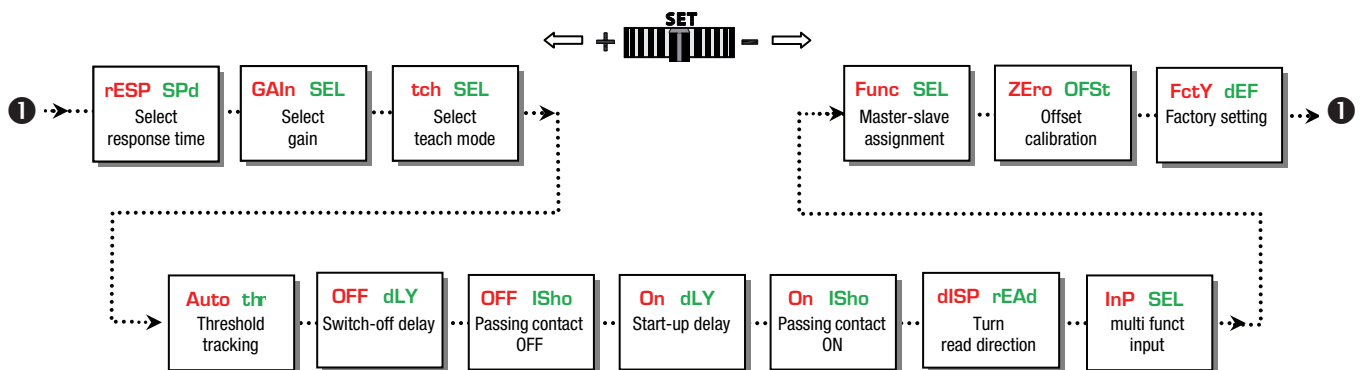 SET
+ -
❶
rESP SPd
Select
response time
GAIn SEL
Select
gain
tch SEL
Select
teach mode
Auto thr
Threshold
tracking
OFF dLY
Switch-off delay
OFF ISho
Passing contact
OFF
On dLY
Start-up delay
On ISho
Passing contact
ON
dISP rEAd
Turn
read direction
InP SEL
multi funct
input
Func SEL
Master-slave
assignment
ZEro OFSt
Offset
calibration
FctY dEF
Factory setting
❶